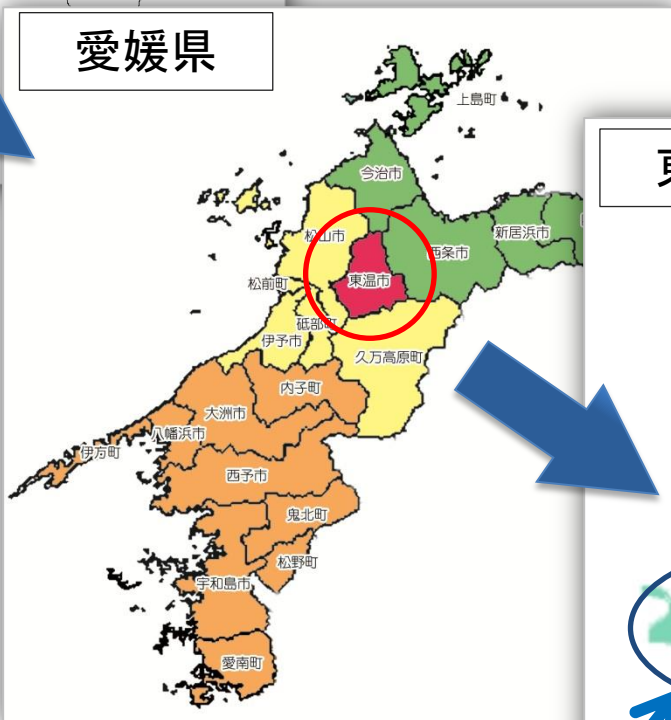 愛媛県
上島町
今治市
松山市
新居浜市
西条市
東温市
松前町
砥部町
伊予市
久万高原町
内子町
大洲市
八幡浜市
伊方町
西予市
鬼北町
松野町
宇和島市
愛南町